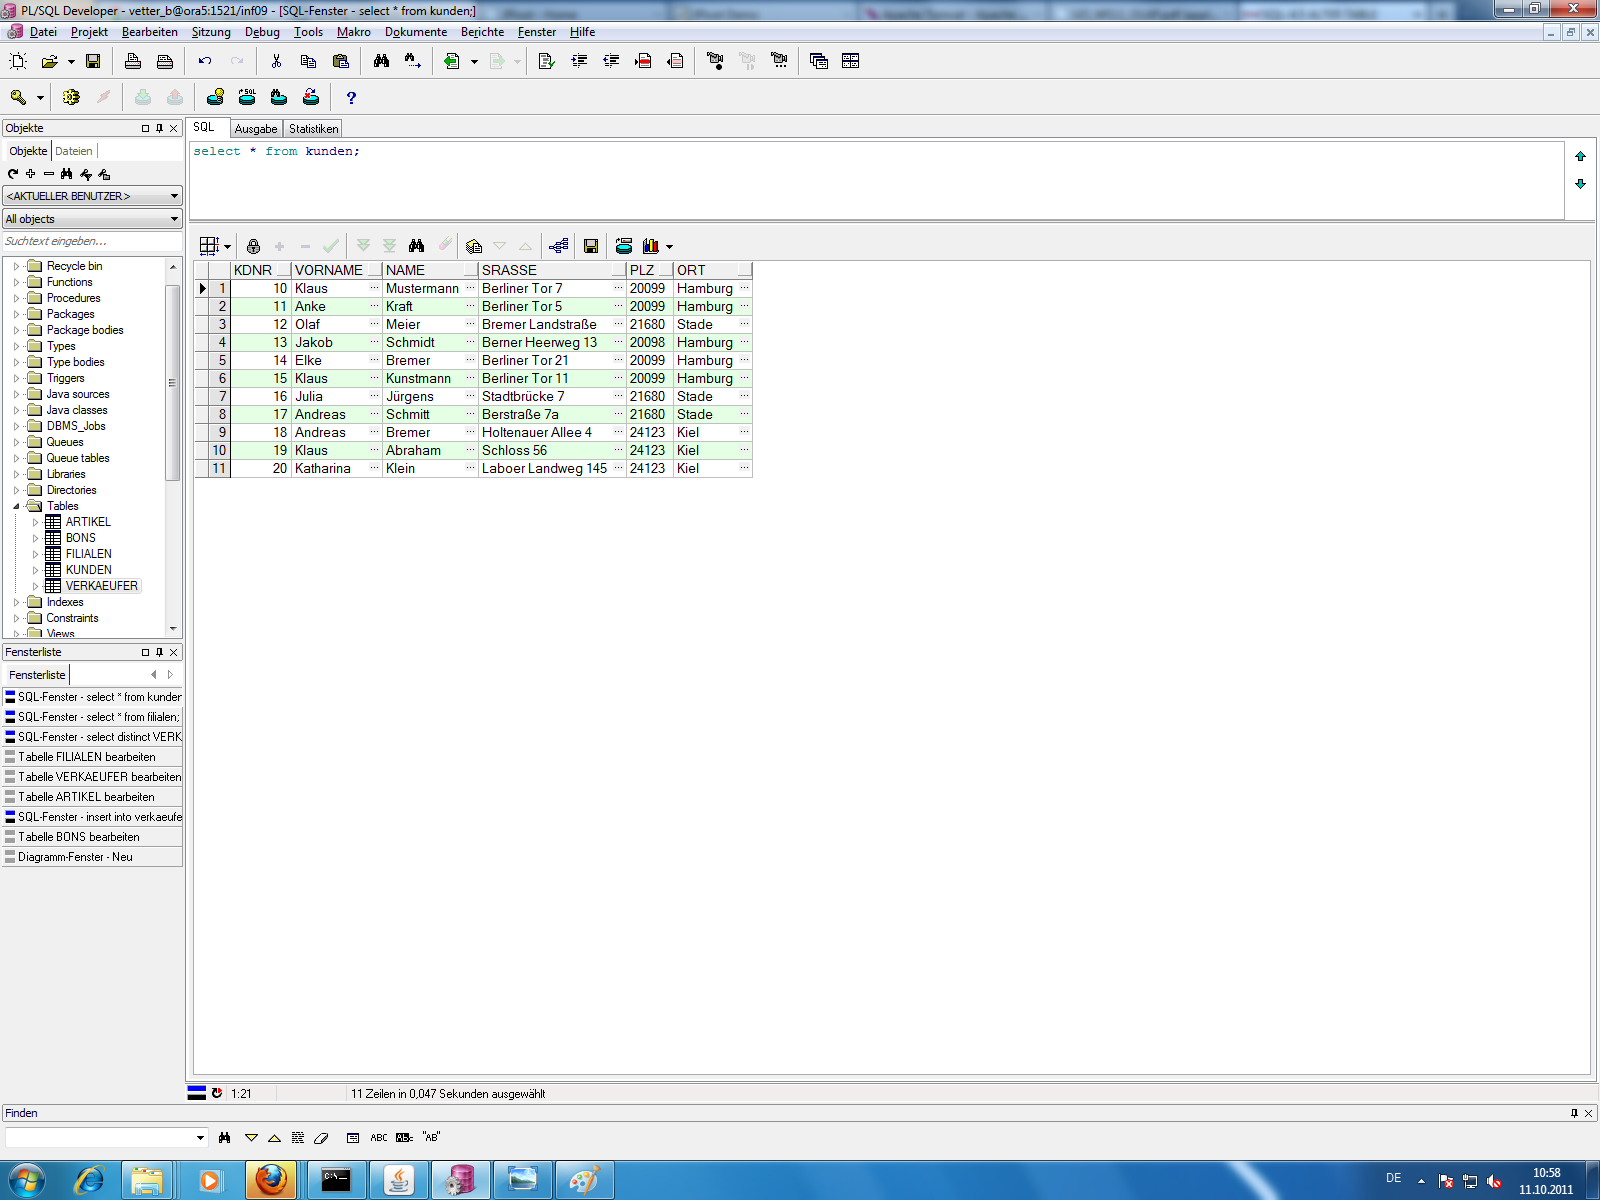 PL/SQL Developer - vetter_b@ora5:1521/inf09 - [SQL-Fenster - select * from kunden;]
Datei Projekt Bearbeiten Sitzung Debug Tools Makro Dokumente Berichte Fenster Hilfe
Objekte
Objekte Dateien
<AKTUELLER BENUTZER>
All objects
Suchtext eingeben...
Recycle bin
Functions
Procedures
Packages
Package bodies
Types
Type bodies
Triggers
Java sources
Java classes
DBMS_Jobs
Queues
Queue tables
Libraries
Directories
Tables
ARTIKEL
BONS
FILIALEN
KUNDEN
VERKAEUFER
Indexes
Constraints
Views
Fensterliste
Fensterliste
SQL-Fenster - select * from kunden
SQL-Fenster - select * from filialen;
SQL-Fenster - select distinct VERK
Tabelle FILIALEN bearbeiten
Tabelle VERKAEUFER bearbeiten
Tabelle ARTIKEL bearbeiten
SQL-Fenster - insert into verkaeufe
Tabelle BONS bearbeiten
Diagramm-Fenster - Neu
SQL Ausgabe Statistiken
select * from kunden;
KDNR VORNAME NAME SRASSE PLZ ORT
1 10 Klaus Mustermann Berliner Tor 7 20099 Hamburg
2 11 Anke Kraft Berliner Tor 5 20099 Hamburg
3 12 Olaf Meier Bremer Landstraße 21680 Stade
4 13 Jakob Schmidt Berner Heerweg 13 20098 Hamburg
5 14 Elke Bremer Berliner Tor 21 20099 Hamburg
6 15 Klaus Kunstmann Berliner Tor 11 20099 Hamburg
7 16 Julia Jürgens Stadtbrücke 7 21680 Stade
8 17 Andreas Schmitt Berstraße 7a 21680 Stade
9 18 Andreas Bremer Holtenauer Allee 4 24123 Kiel
10 19 Klaus Abraham Schloss 56 24123 Kiel
11 20 Katharina Klein Laboer Landweg 145 24123 Kiel
1:21 11 Zeilen in 0,047 Sekunden ausgewählt
Finden
ABC "AB"
DE 10:58
11.10.2011